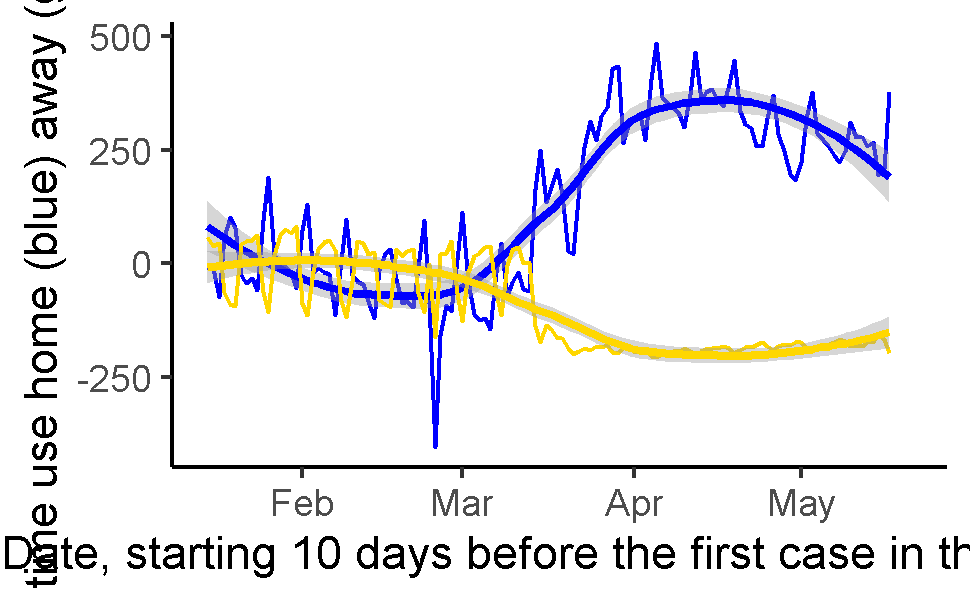 time use home (blue) away (
500
250
0
-250
Feb Mar Apr May
Date, starting 10 days before the first case in th